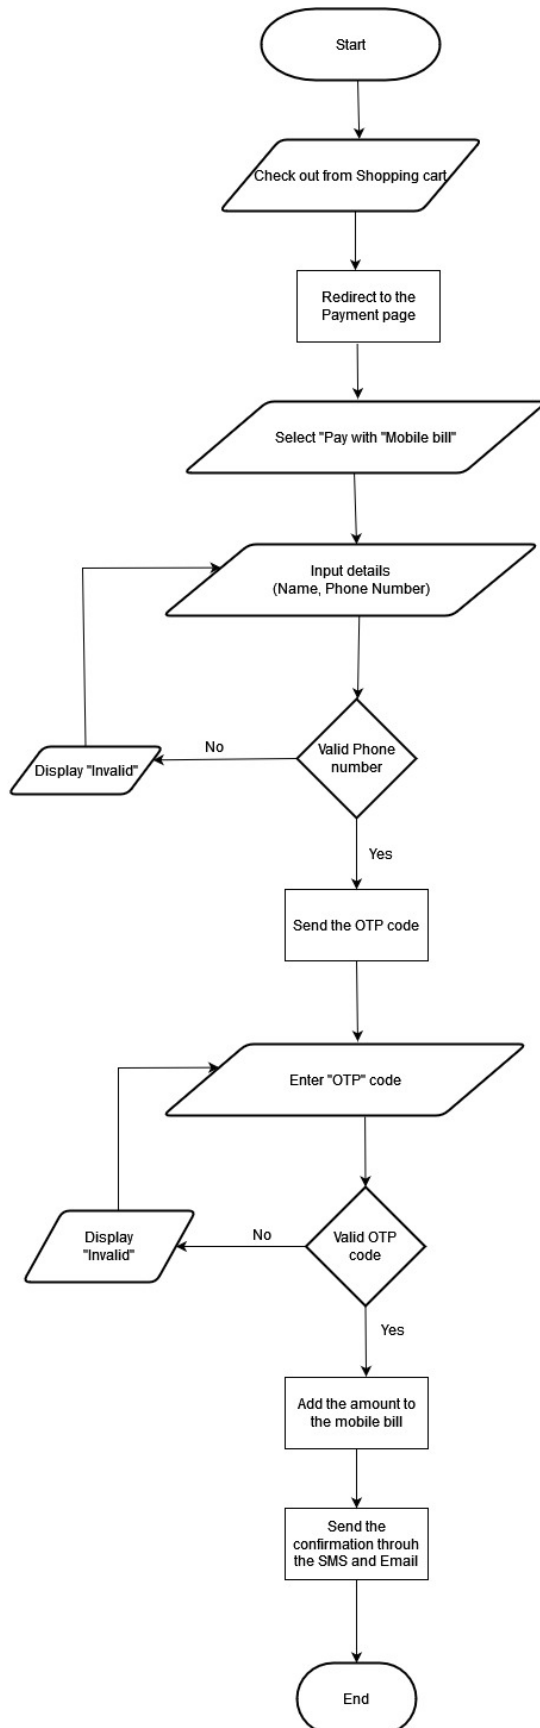 Start
Check out from Shopping cart
Redirect to the
Payment page
Select "Pay with "Mobile bill"
Input details
(Name, Phone Number)
Valid Phone
number
No
Display "Invalid"
Yes
Send the OTP code
Enter "OTP" code
Valid OTP
code
No
Display
"Invalid"
Yes
Add the amount to
the mobile bill
Send the
confirmation throuh
the SMS and Email
End